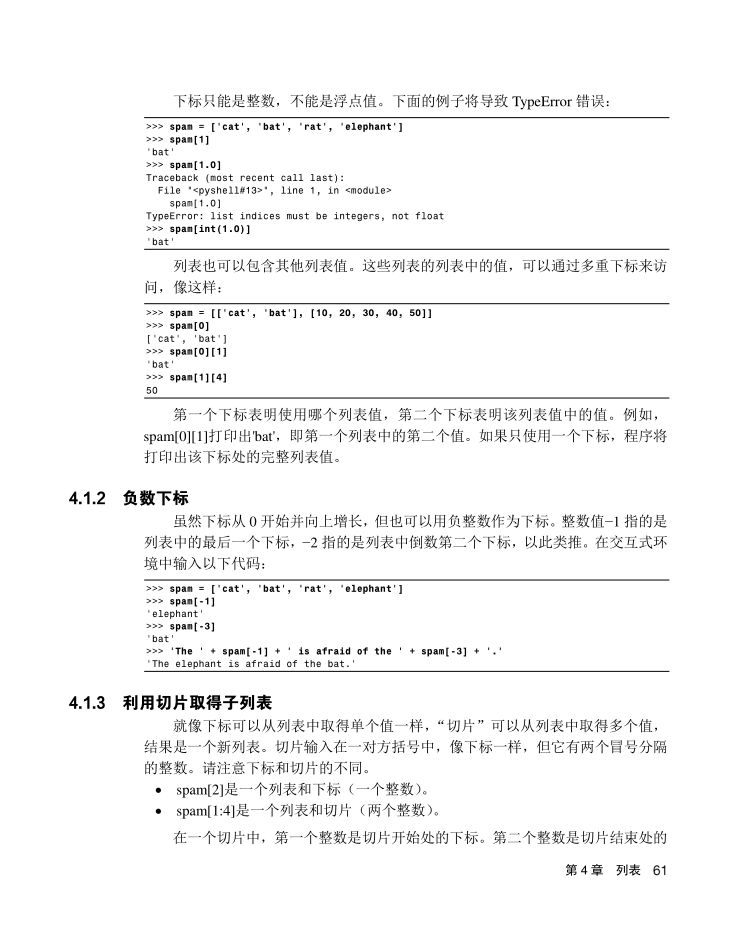 下标只能是整数，不能是浮点值。下面的例子将导致 TypeError 错误：
>>> spam = ['cat', 'bat', 'rat', 'elephant']
>>> spam[1]
'bat'
>>> spam[1.0]
Traceback (most recent call last):
  File "<pyshell#13>", line 1, in <module>
    spam[1.0]
TypeError: list indices must be integers, not float
>>> spam[int(1.0)]
'bat'
列表也可以包含其他列表值。这些列表的列表中的值，可以通过多重下标来访
问，像这样：
>>> spam = [['cat', 'bat'], [10, 20, 30, 40, 50]]
>>> spam[0]
['cat', 'bat']
>>> spam[0][1]
'bat'
>>> spam[1][4]
50
第一个下标表明使用哪个列表值，第二个下标表明该列表值中的值。例如，
spam[0][1]打印出'bat'，即第一个列表中的第二个值。如果只使用一个下标，程序将
打印出该下标处的完整列表值。
4.1.2 负数下标
虽然下标从 0 开始并向上增长，但也可以用负整数作为下标。整数值−1 指的是
列表中的最后一个下标，−2 指的是列表中倒数第二个下标，以此类推。在交互式环
境中输入以下代码：
>>> spam = ['cat', 'bat', 'rat', 'elephant']
>>> spam[-1]
'elephant'
>>> spam[-3]
'bat'
>>> 'The ' + spam[-1] + ' is afraid of the ' + spam[-3] + '.'
'The elephant is afraid of the bat.'
4.1.3 利用切片取得子列表
就像下标可以从列表中取得单个值一样，“切片”可以从列表中取得多个值，
结果是一个新列表。切片输入在一对方括号中，像下标一样，但它有两个冒号分隔
的整数。请注意下标和切片的不同。
• spam[2]是一个列表和下标（一个整数）。
• spam[1:4]是一个列表和切片（两个整数）。
在一个切片中，第一个整数是切片开始处的下标。第二个整数是切片结束处的
第 4 章 列表 61